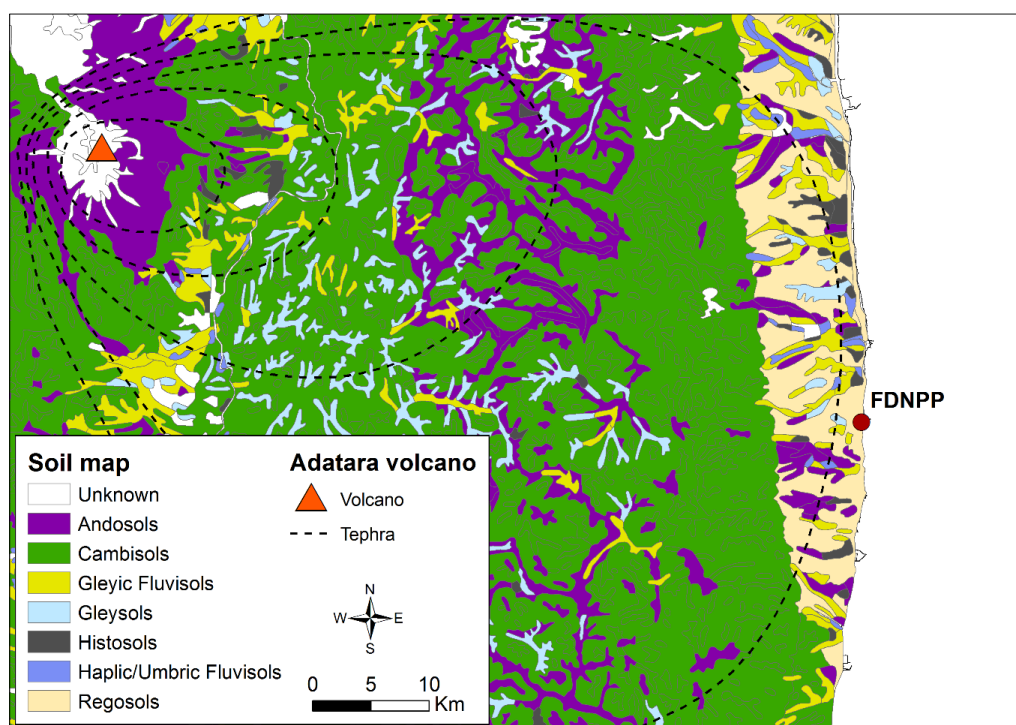 FDNPP
Soil map
Unknown
Andosols
Cambisols
Gleyic Fluvisols
Gleysols
Histosols
Haplic/Umbric Fluvisols
Regosols
Adatara volcano
Volcano
Tephra
N
W E
S
0 5 10
Km